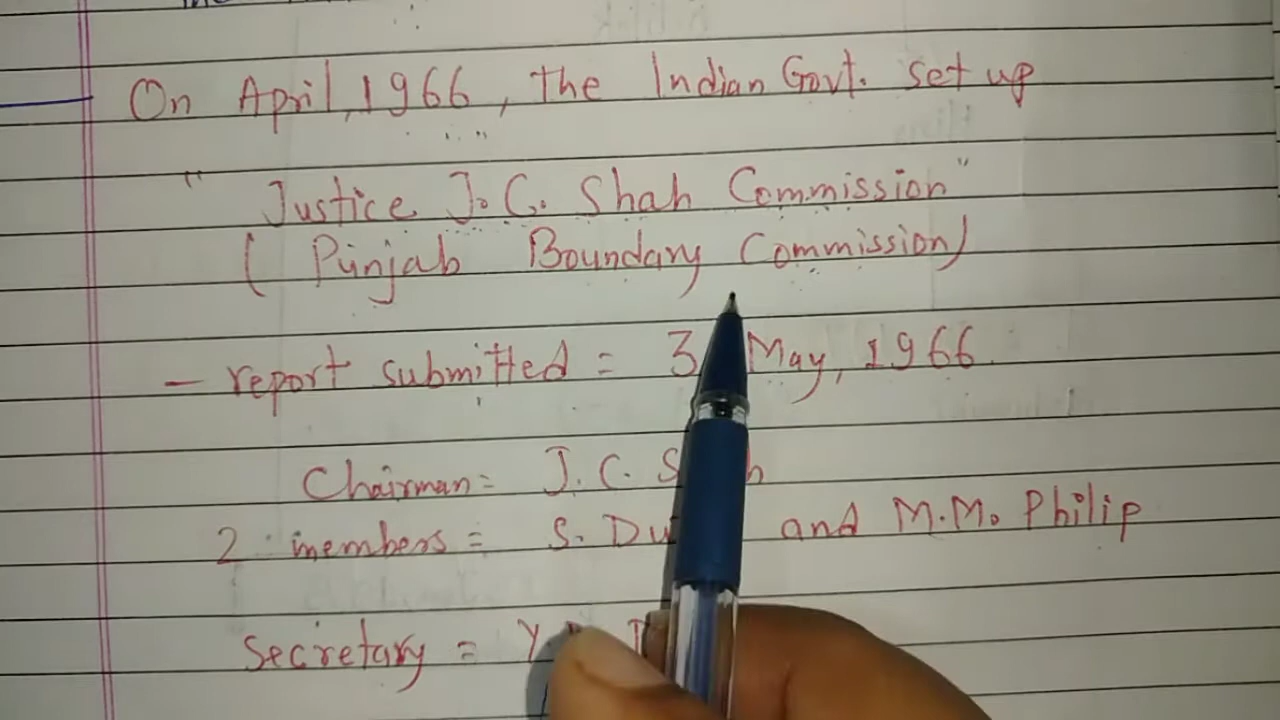 On April, 1966, the Indian Govt. set up
" Justice J. C. Shah Commission"
( Punjab Boundary Commission)
– report submitted = May, 1966.
Chairman = J. C.
2 members = S. and M.M. Philip
Secretary =